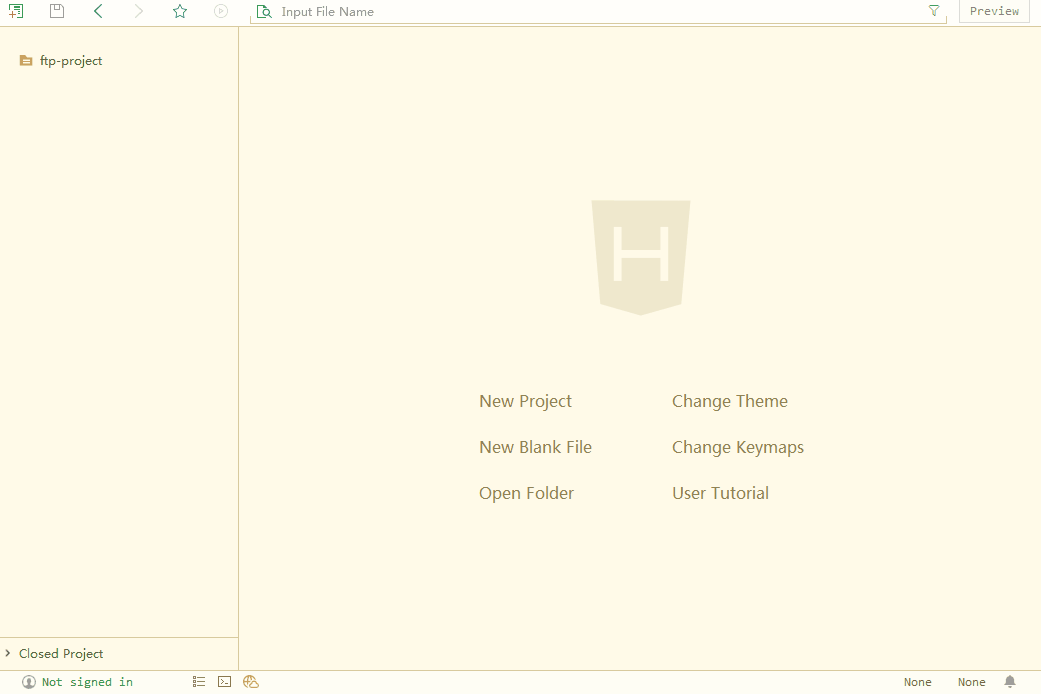 Input File Name
Preview
ftp-project
H
New Project
Change Theme
New Blank File
Change Keymaps
Open Folder
User Tutorial
Closed Project
Not signed in
None
None